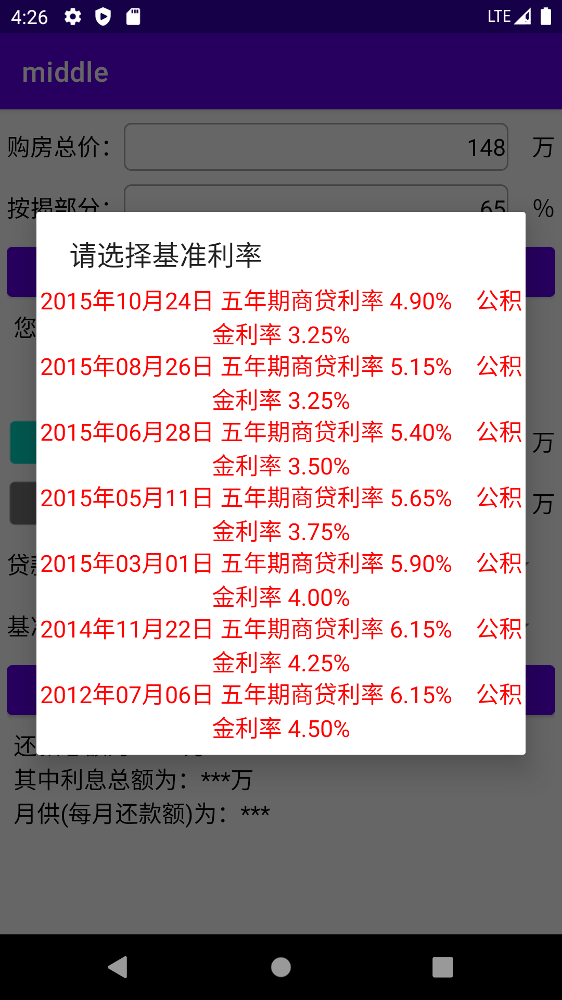 4:26 LTE
middle
购房总价： 148 万
按揭部分： 65 %
请选择基准利率
2015年10月24日 五年期商贷利率 4.90% 公积
金利率 3.25%
您
2015年08月26日 五年期商贷利率 5.15% 公积
金利率 3.25%
2015年06月28日 五年期商贷利率 5.40% 公积
万
金利率 3.50%
2015年05月11日 五年期商贷利率 5.65% 公积
万
金利率 3.75%
2015年03月01日 五年期商贷利率 5.90% 公积
贷
金利率 4.00%
2014年11月22日 五年期商贷利率 6.15% 公积
基
金利率 4.25%
2012年07月06日 五年期商贷利率 6.15% 公积
金利率 4.50%
还
其中利息总额为：***万
月供(每月还款额)为：***